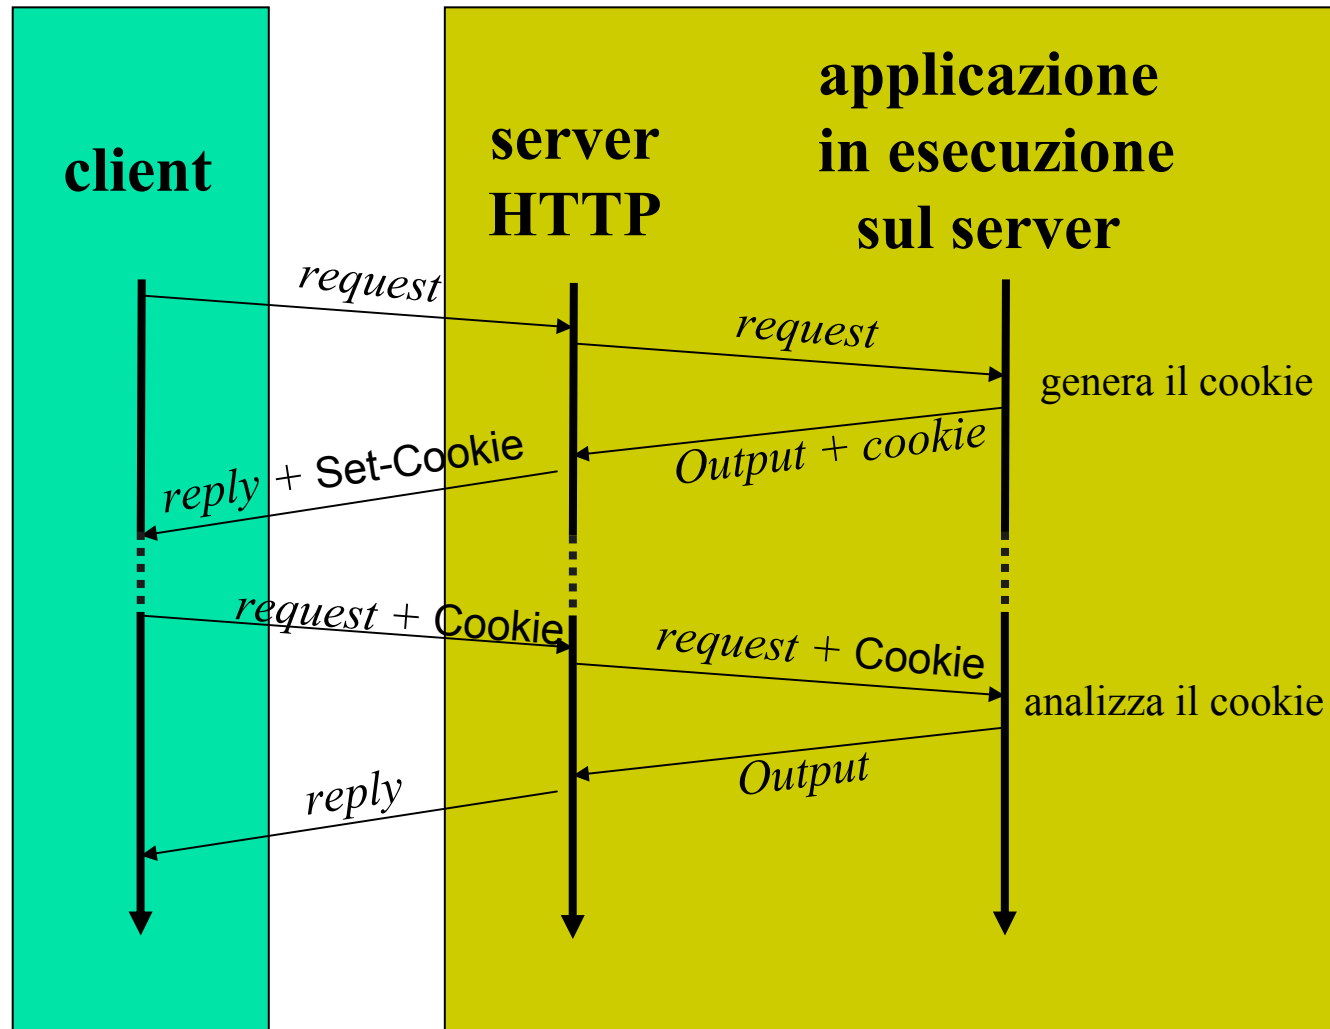 client
server
HTTP
applicazione
in esecuzione
sul server
request
request
genera il cookie
Output + cookie
reply + Set-Cookie
request + Cookie
request + Cookie
analizza il cookie
Output
reply